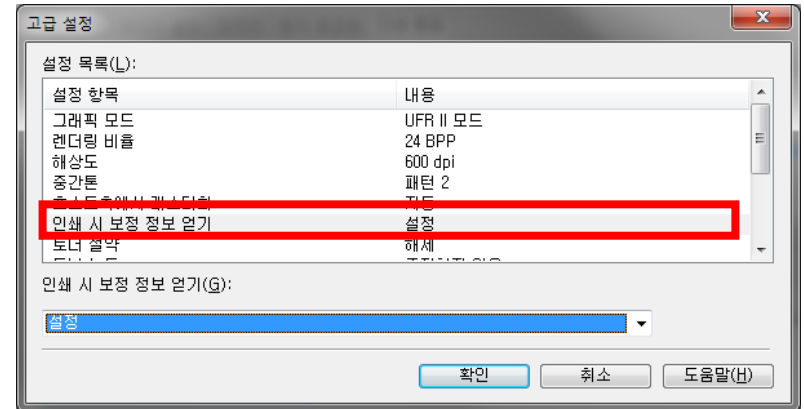 고급 설정
설정 목록(L):
설정 항목 내용
그래픽 모드 UFR II 모드
렌더링 비율 24 BPP
해상도 600 dpi
중간톤 패턴 2
인쇄 시 보정 정보 얻기 설정
토너 절약 해제
인쇄 시 보정 정보 얻기(G):
설정
확인 취소 도움말(H)